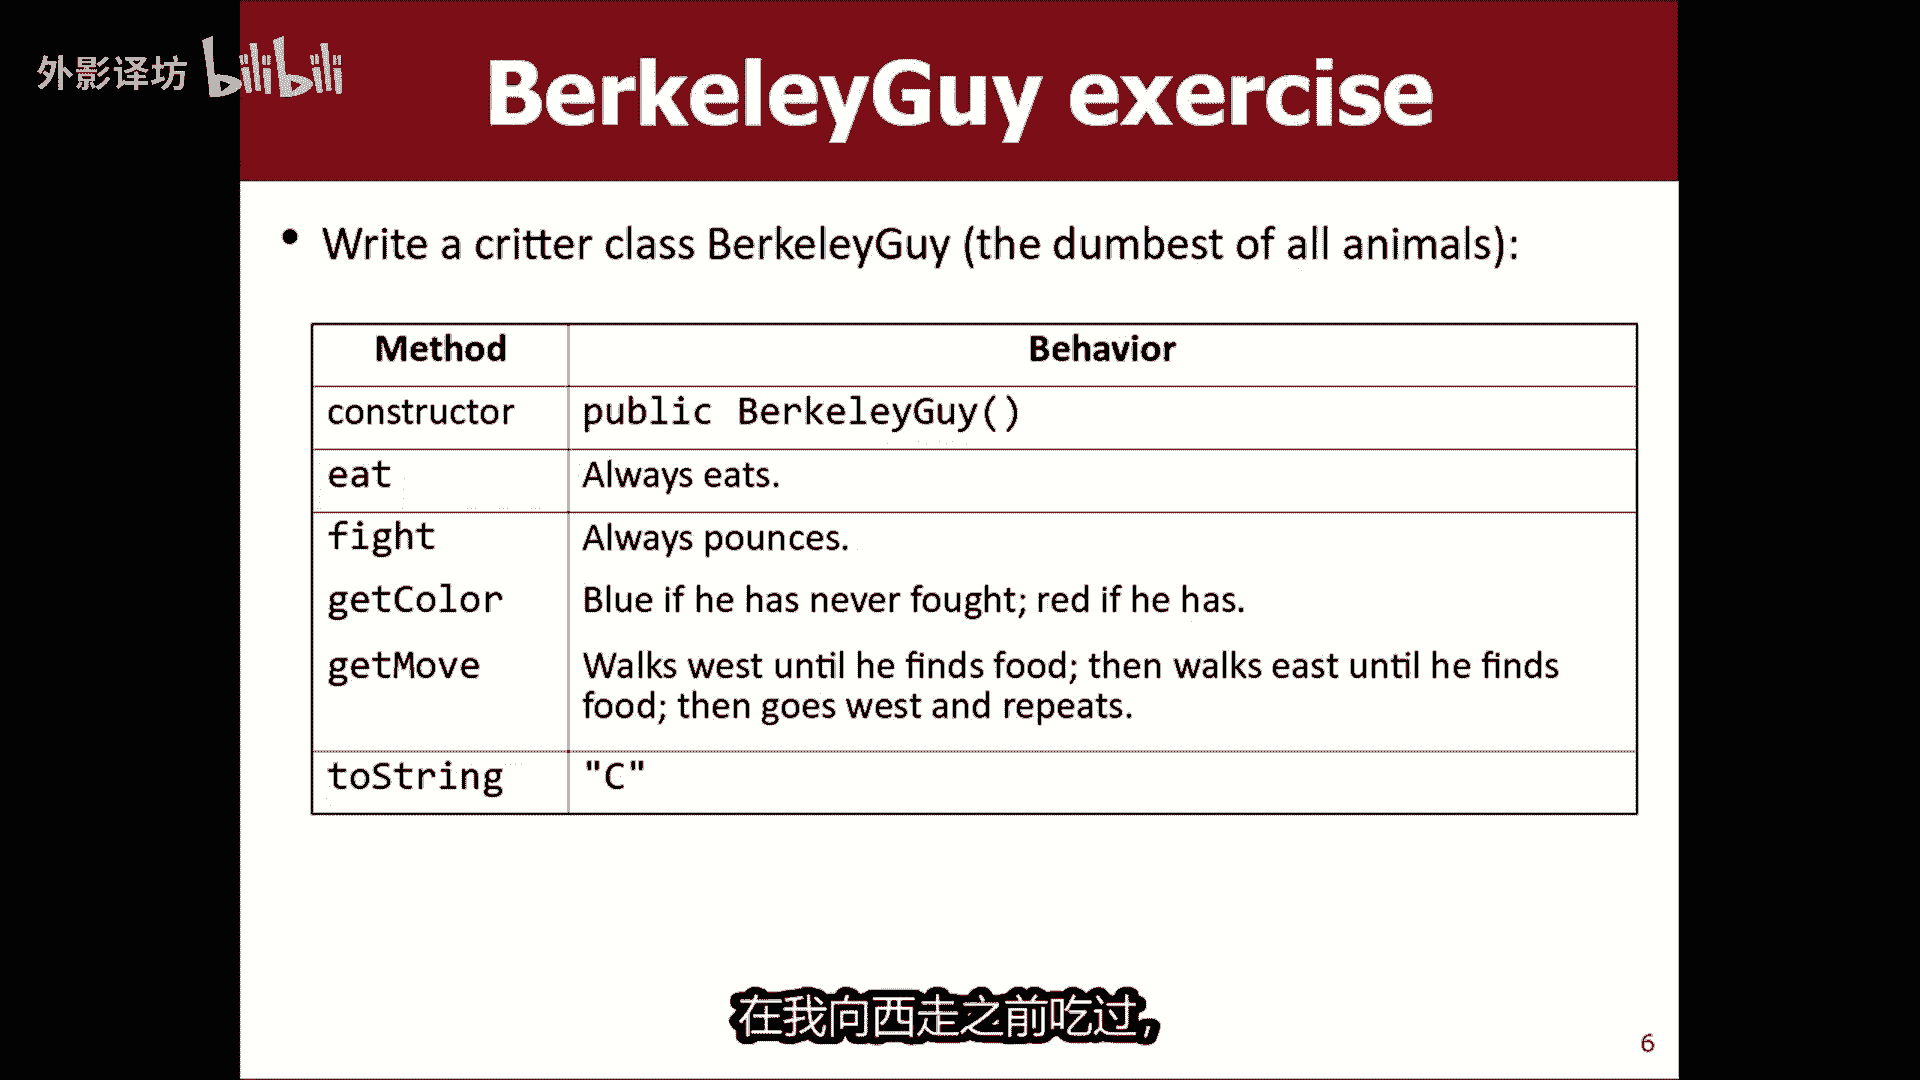 外影译坊 bilibili
BerkeleyGuy exercise
• Write a critter class BerkeleyGuy (the dumbest of all animals):
Method Behavior
constructor public BerkeleyGuy()
eat Always eats.
fight Always pounces.
getColor Blue if he has never fought; red if he has.
getMove Walks west until he finds food; then walks east until he finds
food; then goes west and repeats.
toString "C"
在我向西走之前吃过,
6